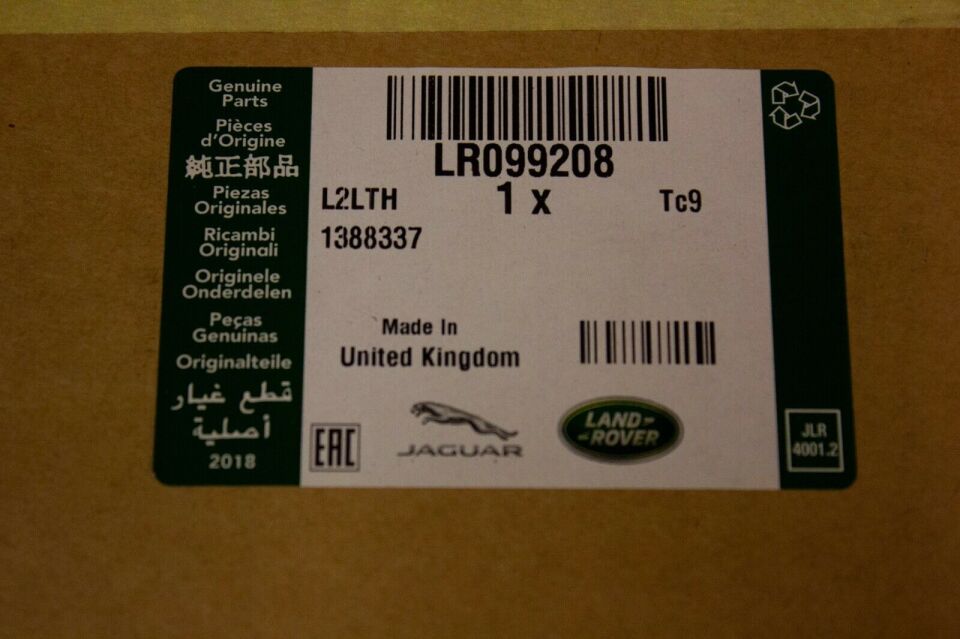 Genuine
Parts
Pièces
d'Origine
純正部品
Piezas
Originales
Ricambi
Originali
Originele
Onderdelen
Peças
Genuinas
Originalteile
قطع غيار
أصلية
2018
LR099208
L2LTH 1 x Tc9
1388337
Made In
United Kingdom
EAC
JAGUAR
LAND-
-ROVER
JLR
4001.2